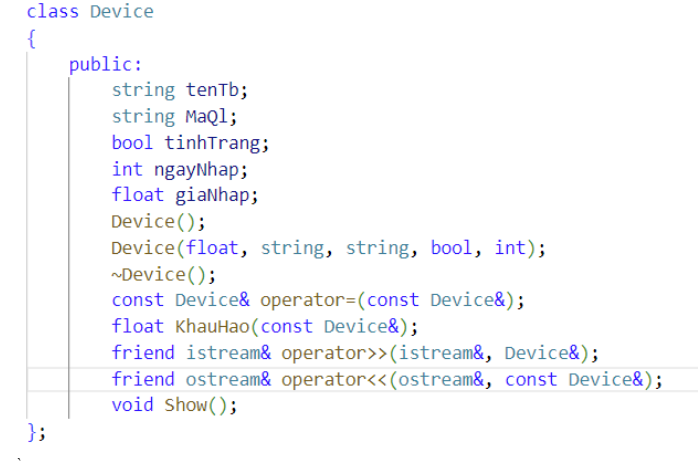 class Device
{
public:
string tenTb;
string MaQl;
bool tinhTrang;
int ngayNhap;
float giaNhap;
Device();
Device(float, string, string, bool, int);
~Device();
const Device& operator=(const Device&);
float KhauHao(const Device&);
friend istream& operator>>(istream&, Device&);
friend ostream& operator<<(ostream&, const Device&);
void Show();
};